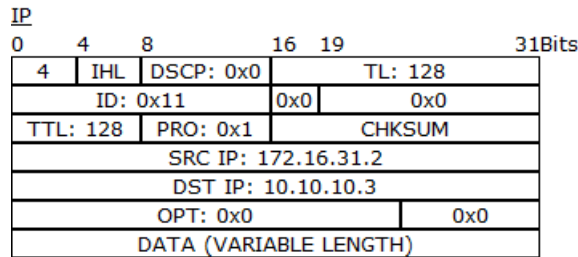 IP
0 4 8 16 19 31Bits
4 IHL DSCP: 0x0 TL: 128
ID: 0x11 0x0 0x0
TTL: 128 PRO: 0x1 CHKSUM
SRC IP: 172.16.31.2
DST IP: 10.10.10.3
OPT: 0x0 0x0
DATA (VARIABLE LENGTH)